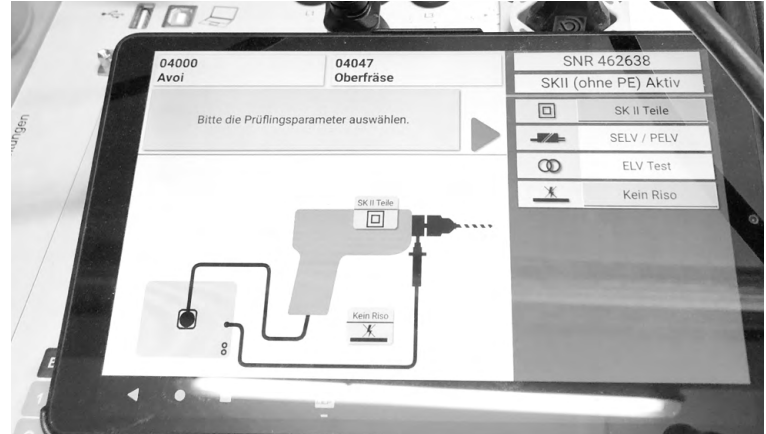 04000
Avoi
04047
Oberfräse
Bitte die Prüflingsparameter auswählen.
SNR 462638
SKII (ohne PE) Aktiv
SK II Teile
SELV / PELV
ELV Test
Kein Riso
SK II Teile
Kein Riso
ungen